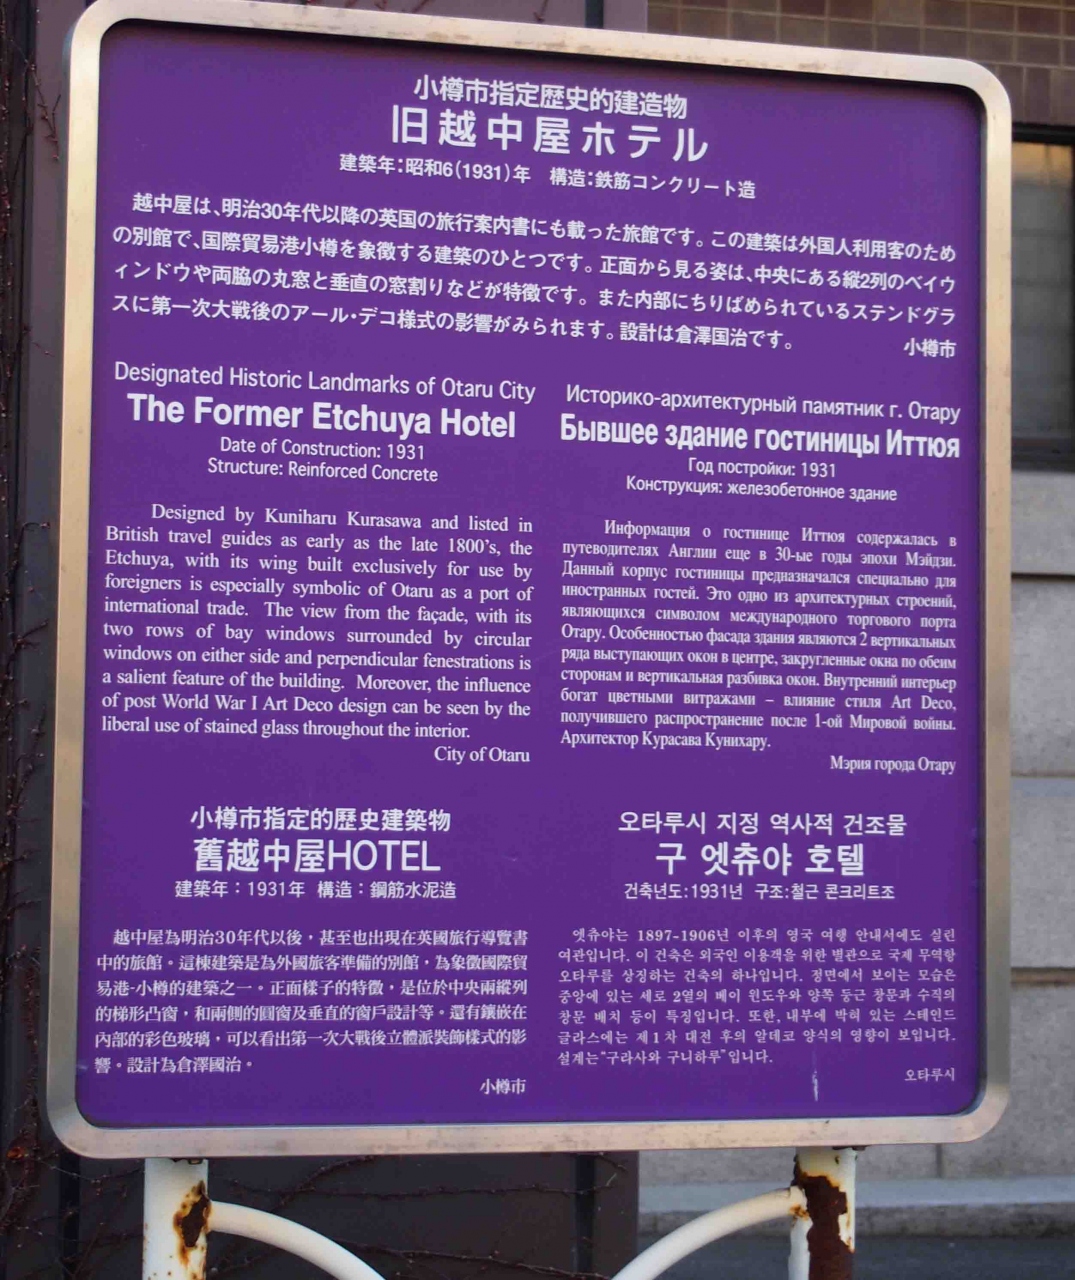 小樽市指定歴史的建造物
旧越中屋ホテル
建築年:昭和6(1931)年　構造:鉄筋コンクリート造
越中屋は、明治30年代以降の英国の旅行案内書にも載った旅館です。この建築は外国人利用客のため
の別館で、国際貿易港小樽を象徴する建築のひとつです。正面から見る姿は、中央にある縦2列のベイウ
ィンドウや両脇の丸窓と垂直の窓割りなどが特徴です。また内部にちりばめられているステンドグラ
スに第一次大戦後のアール・デコ様式の影響がみられます。設計は倉澤国治です。
小樽市
Designated Historic Landmarks of Otaru City
The Former Etchuya Hotel
Date of Construction: 1931
Structure: Reinforced Concrete
Designed by Kuniharu Kurasawa and listed in
British travel guides as early as the late 1800's, the
Etchuya, with its wing built exclusively for use by
foreigners is especially symbolic of Otaru as a port of
international trade. The view from the façade, with its
two rows of bay windows surrounded by circular
windows on either side and perpendicular fenestrations is
a salient feature of the building. Moreover, the influence
of post World War I Art Deco design can be seen by the
liberal use of stained glass throughout the interior.
City of Otaru
Историко-архитектурный памятник г. Отару
Бывшее здание гостиницы Иттюя
Год постройки: 1931
Конструкция: железобетонное здание
Информация о гостинице Иттюя содержалась в
путеводителях Англии еще в 30-ые годы эпохи Мэйдзи.
Данный корпус гостиницы предназначался специально для
иностранных гостей. Это одно из архитектурных строений,
являющихся символом международного торгового порта
Отару. Особенностью фасада здания являются 2 вертикальных
ряда выступающих окон в центре, закругленные окна по обеим
сторонам и вертикальная разбивка окон. Внутренний интерьер
богат цветными витражами – влияние стиля Art Deco,
получившего распространение после 1-ой Мировой войны.
Архитектор Курасава Кунихару.
Мэрия города Отару
小樽市指定的歷史建築物
舊越中屋HOTEL
建築年：1931年 構造：鋼筋水泥造
越中屋為明治30年代以後，甚至也出現在英國旅行導覽書
中的旅館。這棟建築是為外國旅客準備的別館，為象徵國際貿
易港-小樽的建築之一。正面樣子的特徵，是位於中央兩縱列
的梯形凸窗，和兩側的圓窗及垂直的窗戶設計等。還有鑲嵌在
內部的彩色玻璃，可以看出第一次大戰後立體派裝飾樣式的影
響。設計為倉澤國治。
小樽市
오타루시 지정 역사적 건조물
구 엣츄야 호텔
건축년도:1931년 구조:철근 콘크리트조
엣츄야는 1897-1906년 이후의 영국 여행 안내서에도 실린
여관입니다. 이 건축은 외국인 이용객을 위한 별관으로 국제 무역항
오타루를 상징하는 건축의 하나입니다. 정면에서 보이는 모습은
중앙에 있는 세로 2열의 베이 윈도우와 양쪽 둥근 창문과 수직의
창문 배치 등이 특징입니다. 또한, 내부에 박혀 있는 스테인드
글라스에는 제1차 대전 후의 알데코 양식의 영향이 보입니다.
설계는 "구라사와 구니하루"입니다.
오타루시